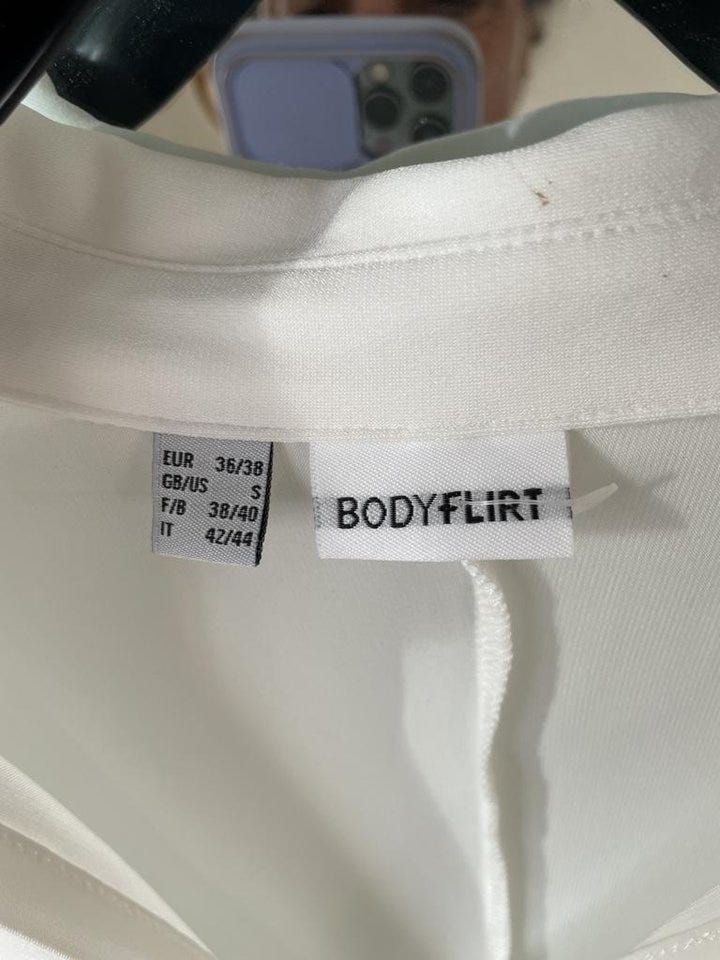 EUR 36/38
GB/US S
F/B 38/40
IT 42/44
BODYFLIRT